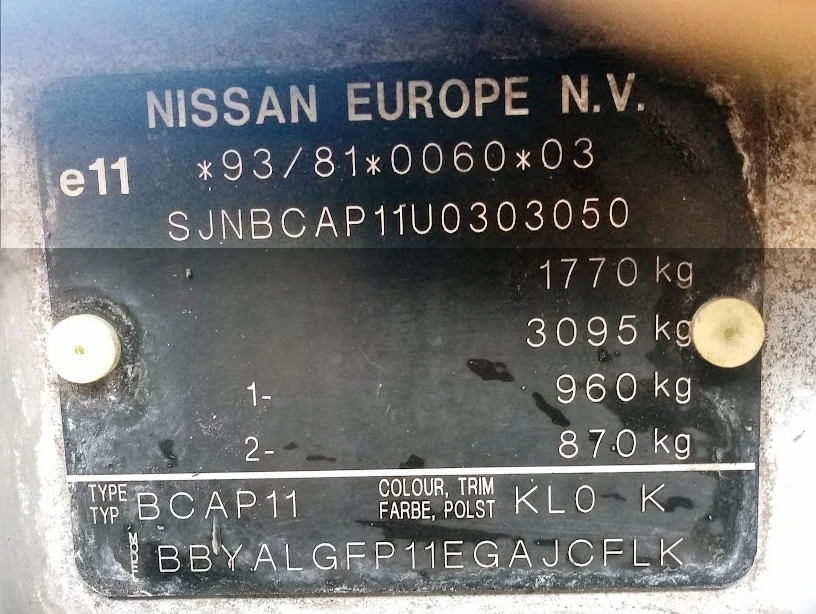 NISSAN EUROPE N.V.
e11 *93/81*0060*03
SJNBCAP11U0303050
1770 kg
3095 kg
1- 960 kg
2- 870 kg
TYPE TYP BCAP11 COLOUR, TRIM FARBE, POLST KL0 K
MODEL BBYALGFP11EGAJCFLK